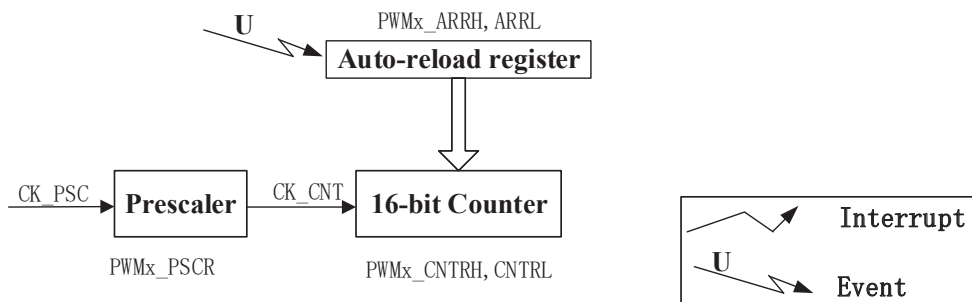 U
PWMx_ARRH, ARRL
Auto-reload register
CK_PSC
Prescaler
CK_CNT
16-bit Counter
PWMx_PSCR
PWMx_CNTRH, CNTRL
Interrupt
U
Event